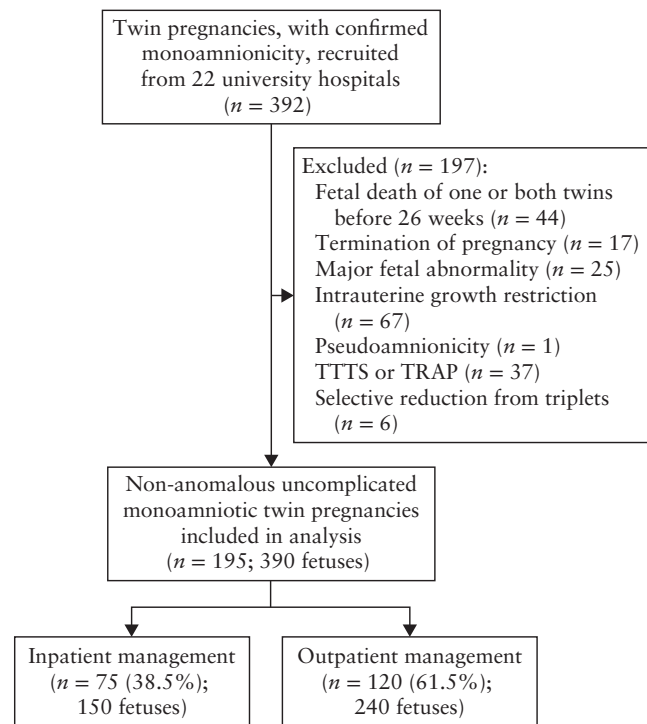 Twin pregnancies, with confirmed
monoamnionicity, recruited
from 22 university hospitals
(n = 392)
Excluded (n = 197):
Fetal death of one or both twins
before 26 weeks (n = 44)
Termination of pregnancy (n = 17)
Major fetal abnormality (n = 25)
Intrauterine growth restriction
(n = 67)
Pseudoamnionicity (n = 1)
TTTS or TRAP (n = 37)
Selective reduction from triplets
(n = 6)
Non-anomalous uncomplicated
monoamniotic twin pregnancies
included in analysis
(n = 195; 390 fetuses)
Inpatient management
(n = 75 (38.5%);
150 fetuses)
Outpatient management
(n = 120 (61.5%);
240 fetuses)